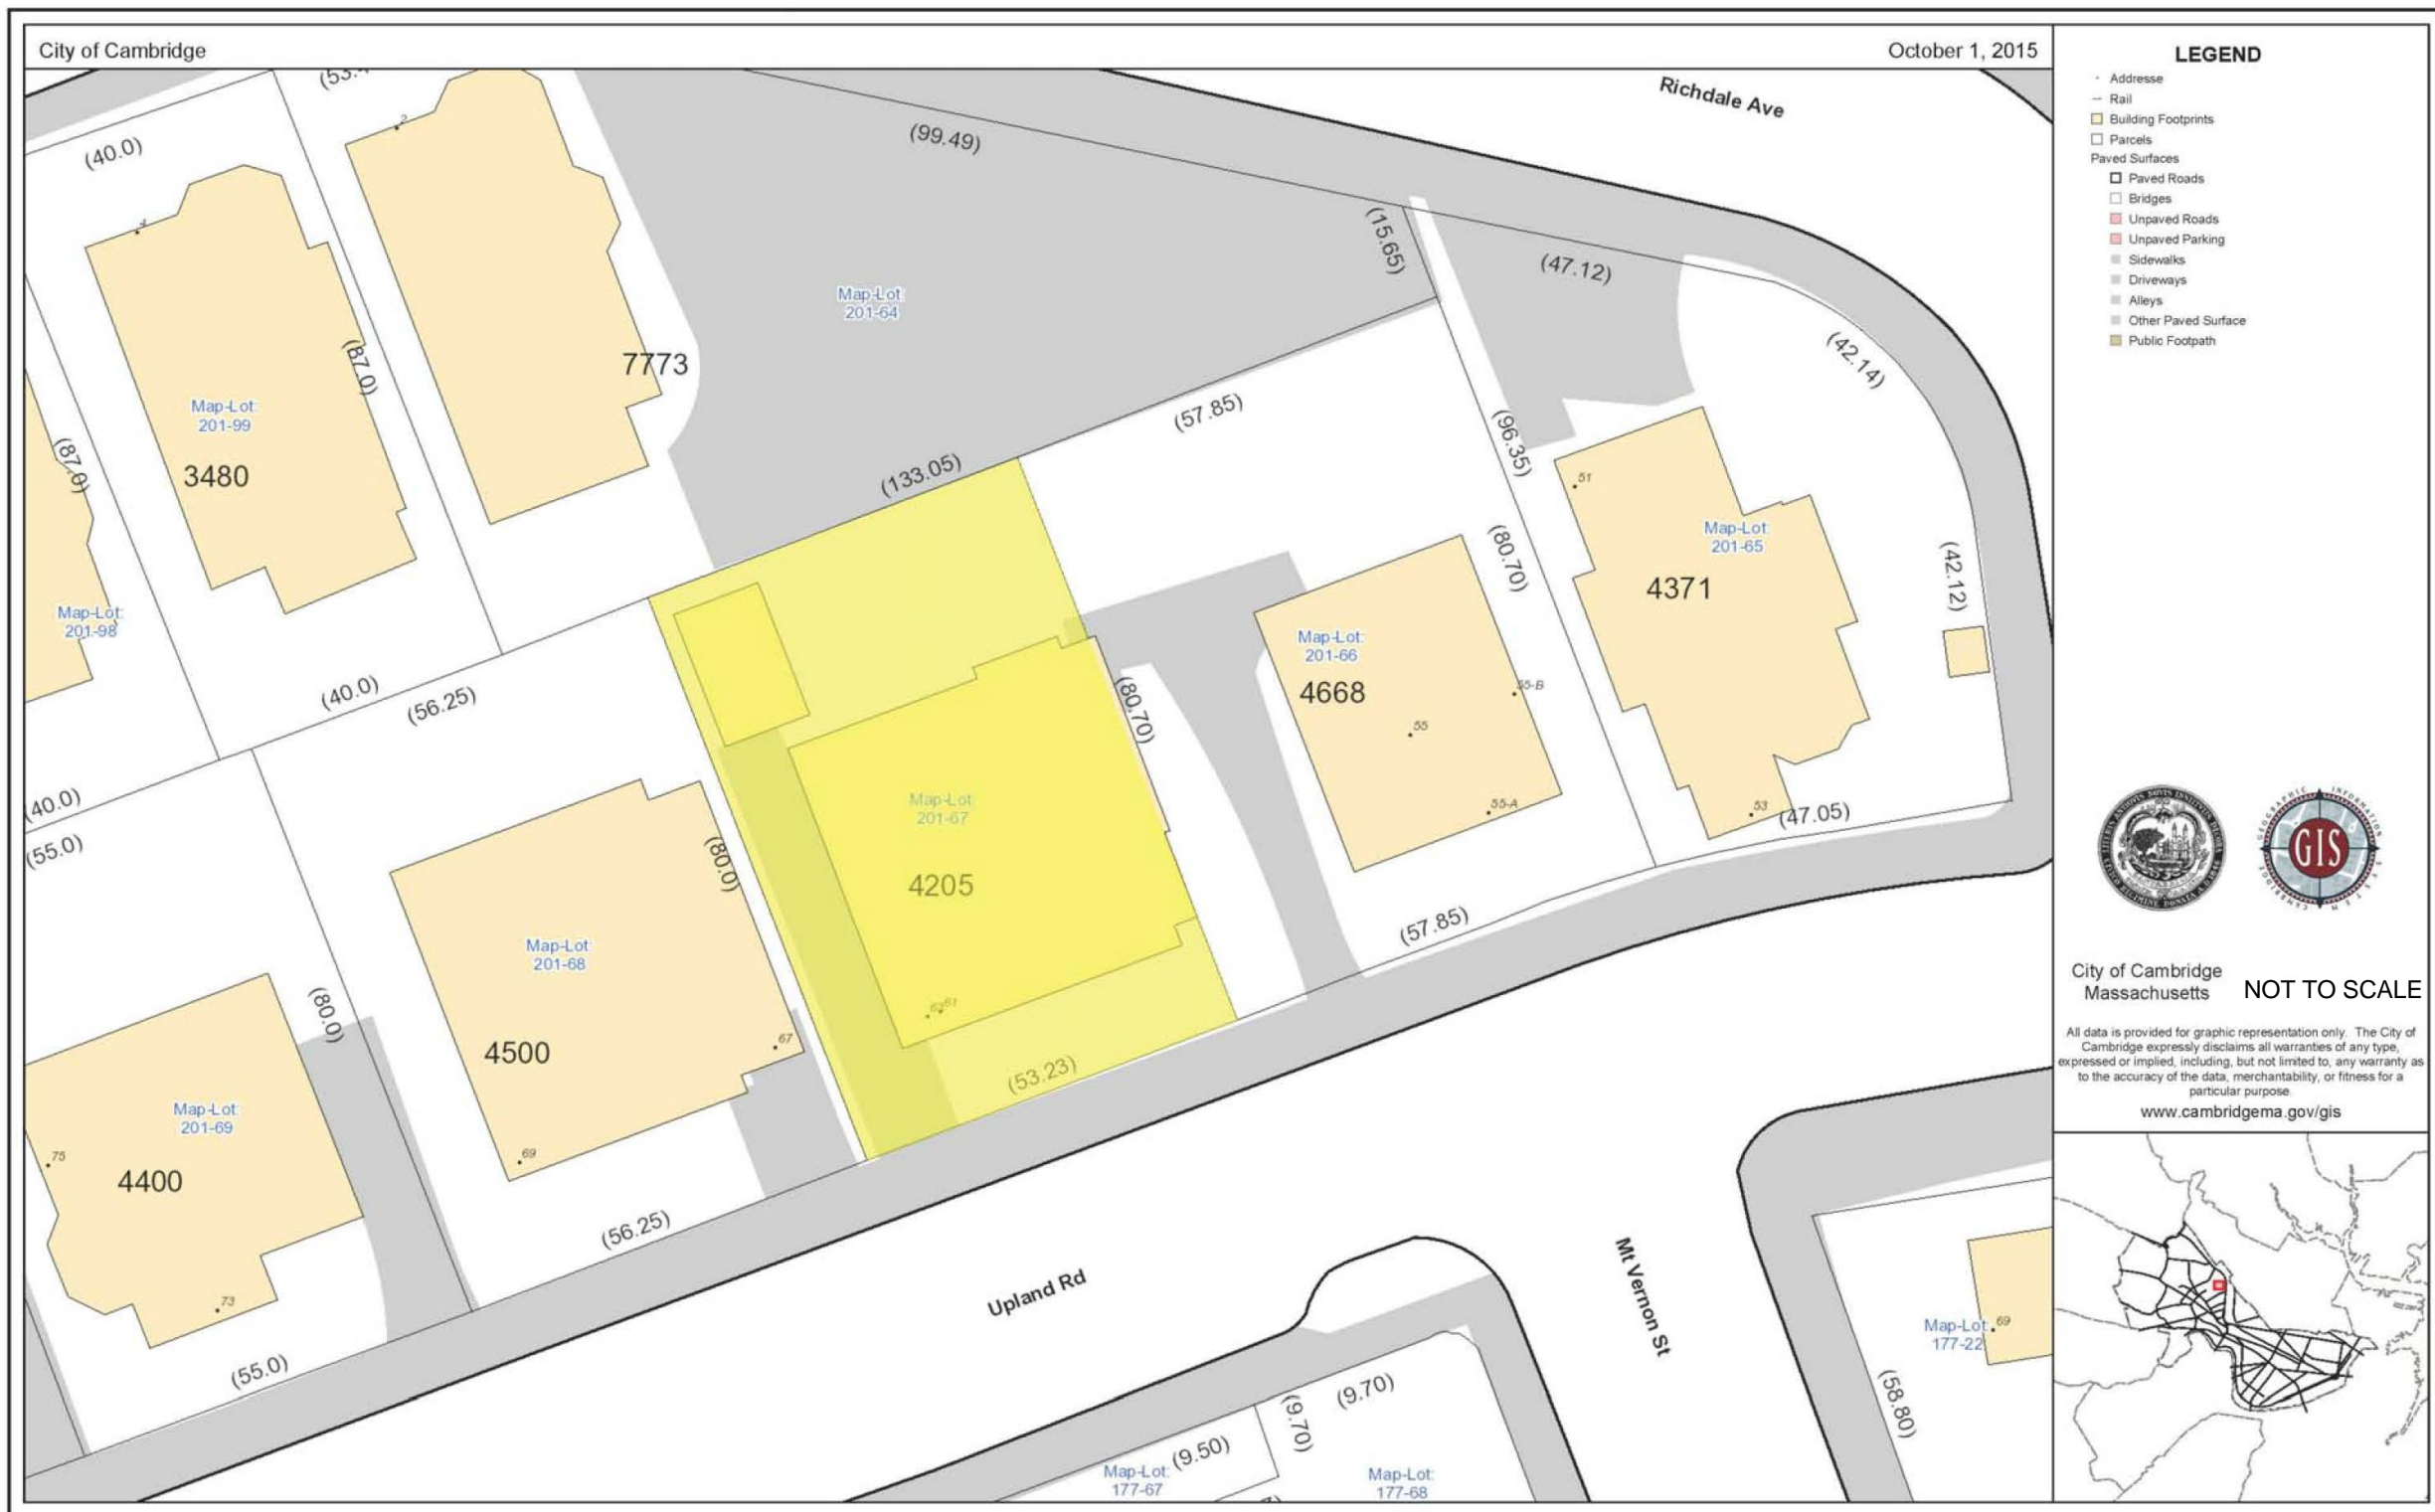 City of Cambridge
October 1, 2015
Richdale Ave
(40.0)
2
(99.49)
4
(15.65)
(47.12)
Map-Lot:
201-64
(87.0)
7773
(42.14)
Map-Lot:
201-99
(87.0)
3480
(57.85)
(96.35)
(133.05)
51
Map-Lot:
201-65
4371
(80.70)
(42.12)
Map-Lot:
201-98
Map-Lot:
201-66
4668
55-B
55
55-A
53
(47.05)
(40.0)
(56.25)
(80.70)
(40.0)
(55.0)
Map-Lot:
201-67
4205
61
(80.0)
(57.85)
Map-Lot:
201-68
4500
67
69
(80.0)
(53.23)
Map-Lot:
201-69
75
4400
73
(56.25)
(55.0)
Upland Rd
Mt Vernon St
Map-Lot:
177-22
69
(58.80)
(9.70)
(9.70)
(9.50)
Map-Lot:
177-67
Map-Lot:
177-68
LEGEND
Addresse
Rail
Building Footprints
Parcels
Paved Surfaces
Paved Roads
Bridges
Unpaved Roads
Unpaved Parking
Sidewalks
Driveways
Alleys
Other Paved Surface
Public Footpath
GEOGRAPHIC INFORMATION
GIS
CAMBRIDGE SYSTEM
City of Cambridge
Massachusetts
NOT TO SCALE
All data is provided for graphic representation only. The City of
Cambridge expressly disclaims all warranties of any type,
expressed or implied, including, but not limited to, any warranty as
to the accuracy of the data, merchantability, or fitness for a
particular purpose.
www.cambridgema.gov/gis